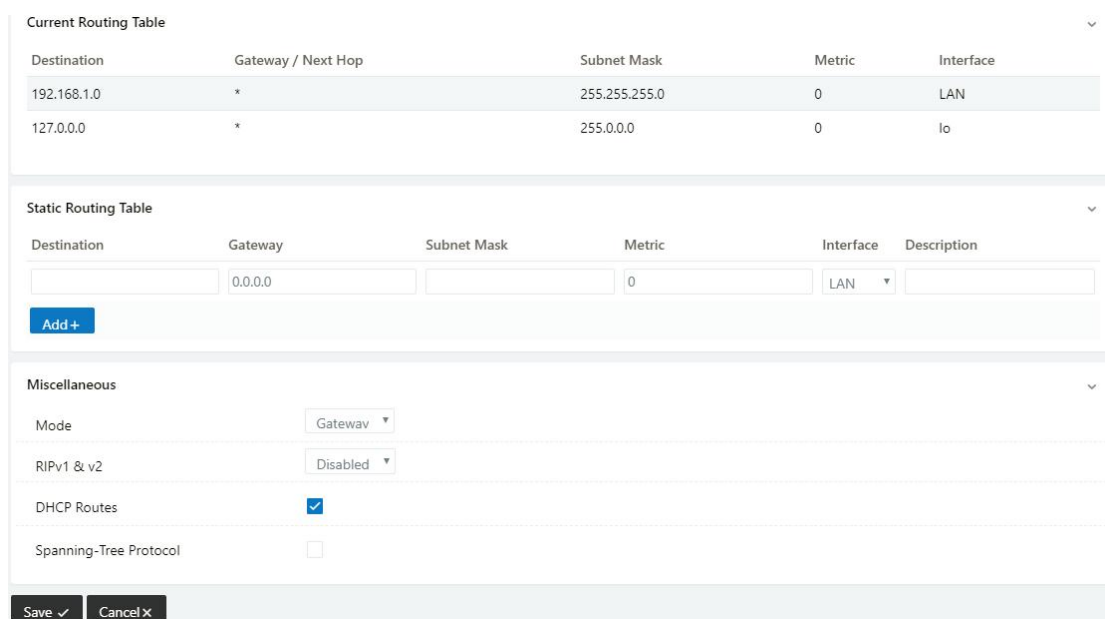 Current Routing Table
Destination Gateway / Next Hop Subnet Mask Metric Interface
192.168.1.0 * 255.255.255.0 0 LAN
127.0.0.0 * 255.0.0.0 0 lo
Static Routing Table
Destination Gateway Subnet Mask Metric Interface Description
0.0.0.0 0 LAN
Add+
Miscellaneous
Mode Gateway
RIPv1 & v2 Disabled
DHCP Routes
Spanning-Tree Protocol
Save Cancel